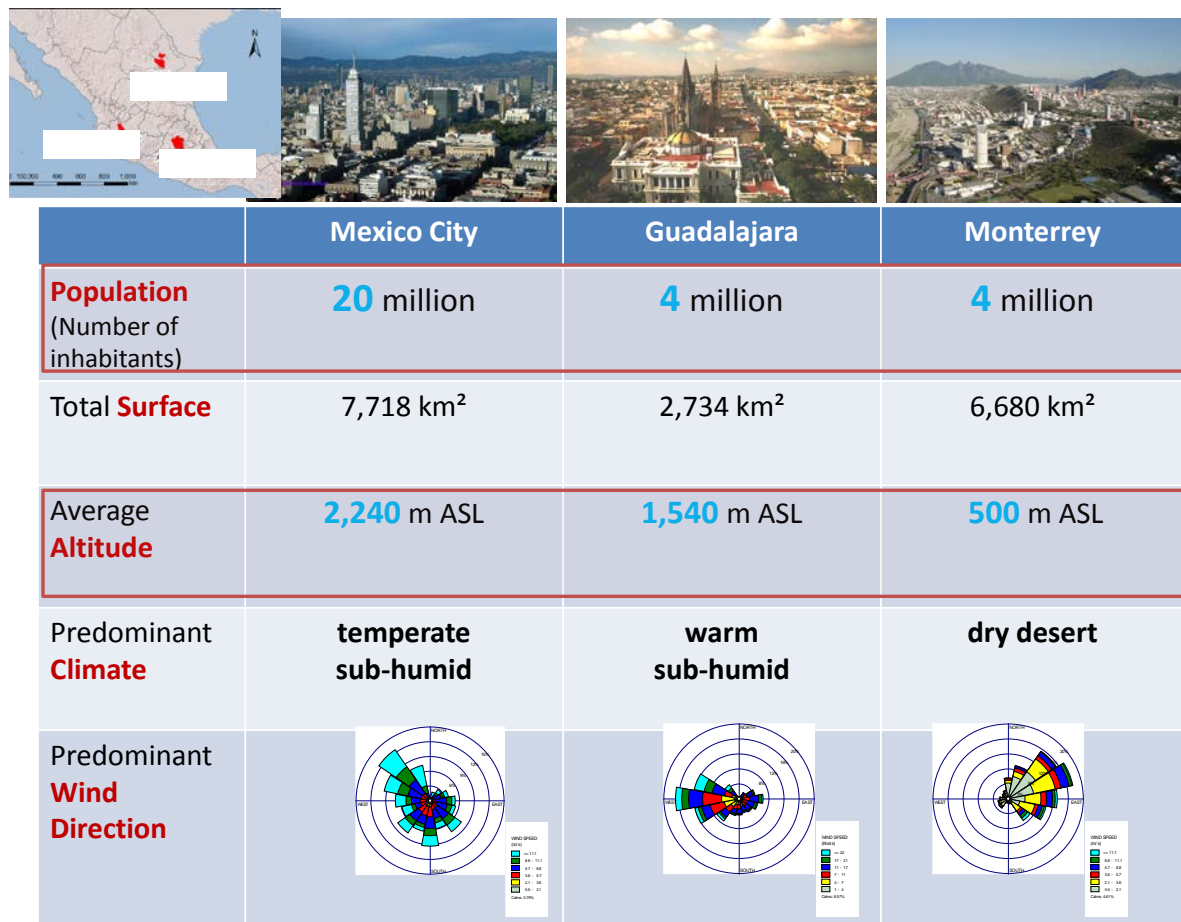 N
Mexico City
Guadalajara
Monterrey
Population
(Number of
inhabitants)
20 million
4 million
4 million
Total Surface
7,718 km²
2,734 km²
6,680 km²
Average
Altitude
2,240 m ASL
1,540 m ASL
500 m ASL
Predominant
Climate
temperate
sub-humid
warm
sub-humid
dry desert
Predominant
Wind
Direction
NORTH
WEST
EAST
SOUTH
WIND SPEED
(m/s)
NORTH
WEST
EAST
SOUTH
WIND SPEED
(Knots)
NORTH
WEST
EAST
SOUTH
WIND SPEED
(m/s)